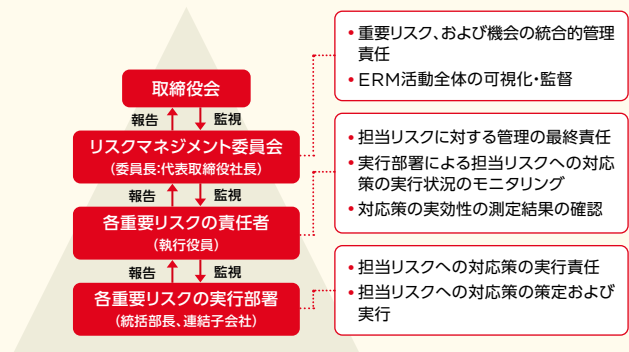 取締役会
報告 監視
リスクマネジメント委員会
(委員長:代表取締役社長)
報告 監視
各重要リスクの責任者
(執行役員)
報告 監視
各重要リスクの実行部署
(統括部長、連結子会社)
•重要リスク、および機会の統合的管理
責任
•ERM活動全体の可視化・監督
•担当リスクに対する管理の最終責任
•実行部署による担当リスクへの対応
策の実行状況のモニタリング
•対応策の実効性の測定結果の確認
•担当リスクへの対応策の実行責任
•担当リスクへの対応策の策定および
実行